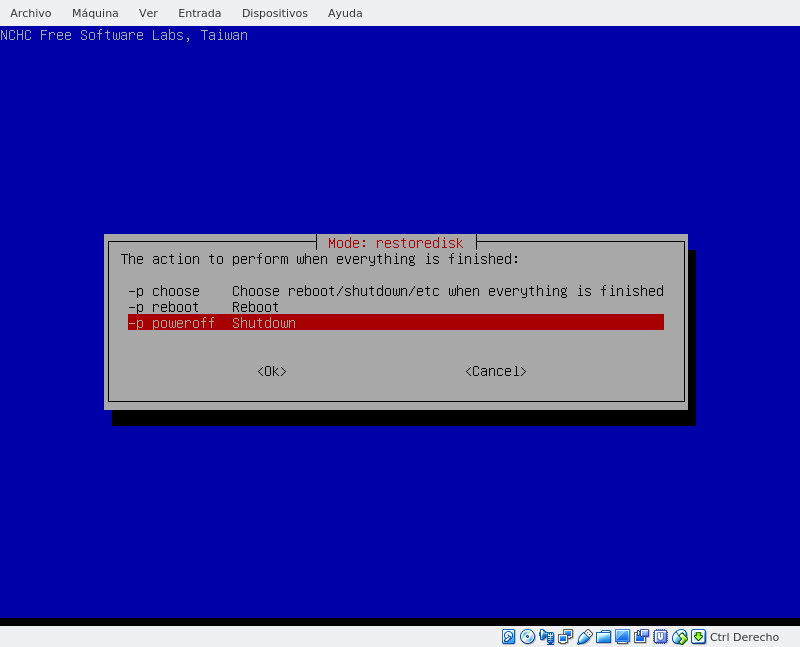 Archivo Máquina Ver Entrada Dispositivos Ayuda
NCHC Free Software Labs, Taiwan
Mode: restoredisk
The action to perform when everything is finished:
-p choose Choose reboot/shutdown/etc when everything is finished
-p reboot Reboot
-p poweroff Shutdown
<Ok> <Cancel>
Ctrl Derecho